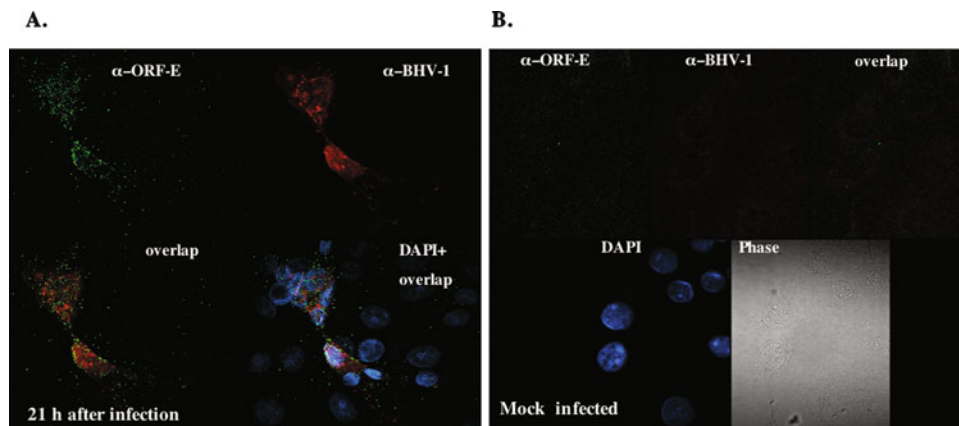 A.
B.
α-ORF-E
α-BHV-1
overlap
DAPI+
overlap
21 h after infection
α-ORF-E
α-BHV-1
overlap
DAPI
Phase
Mock infected